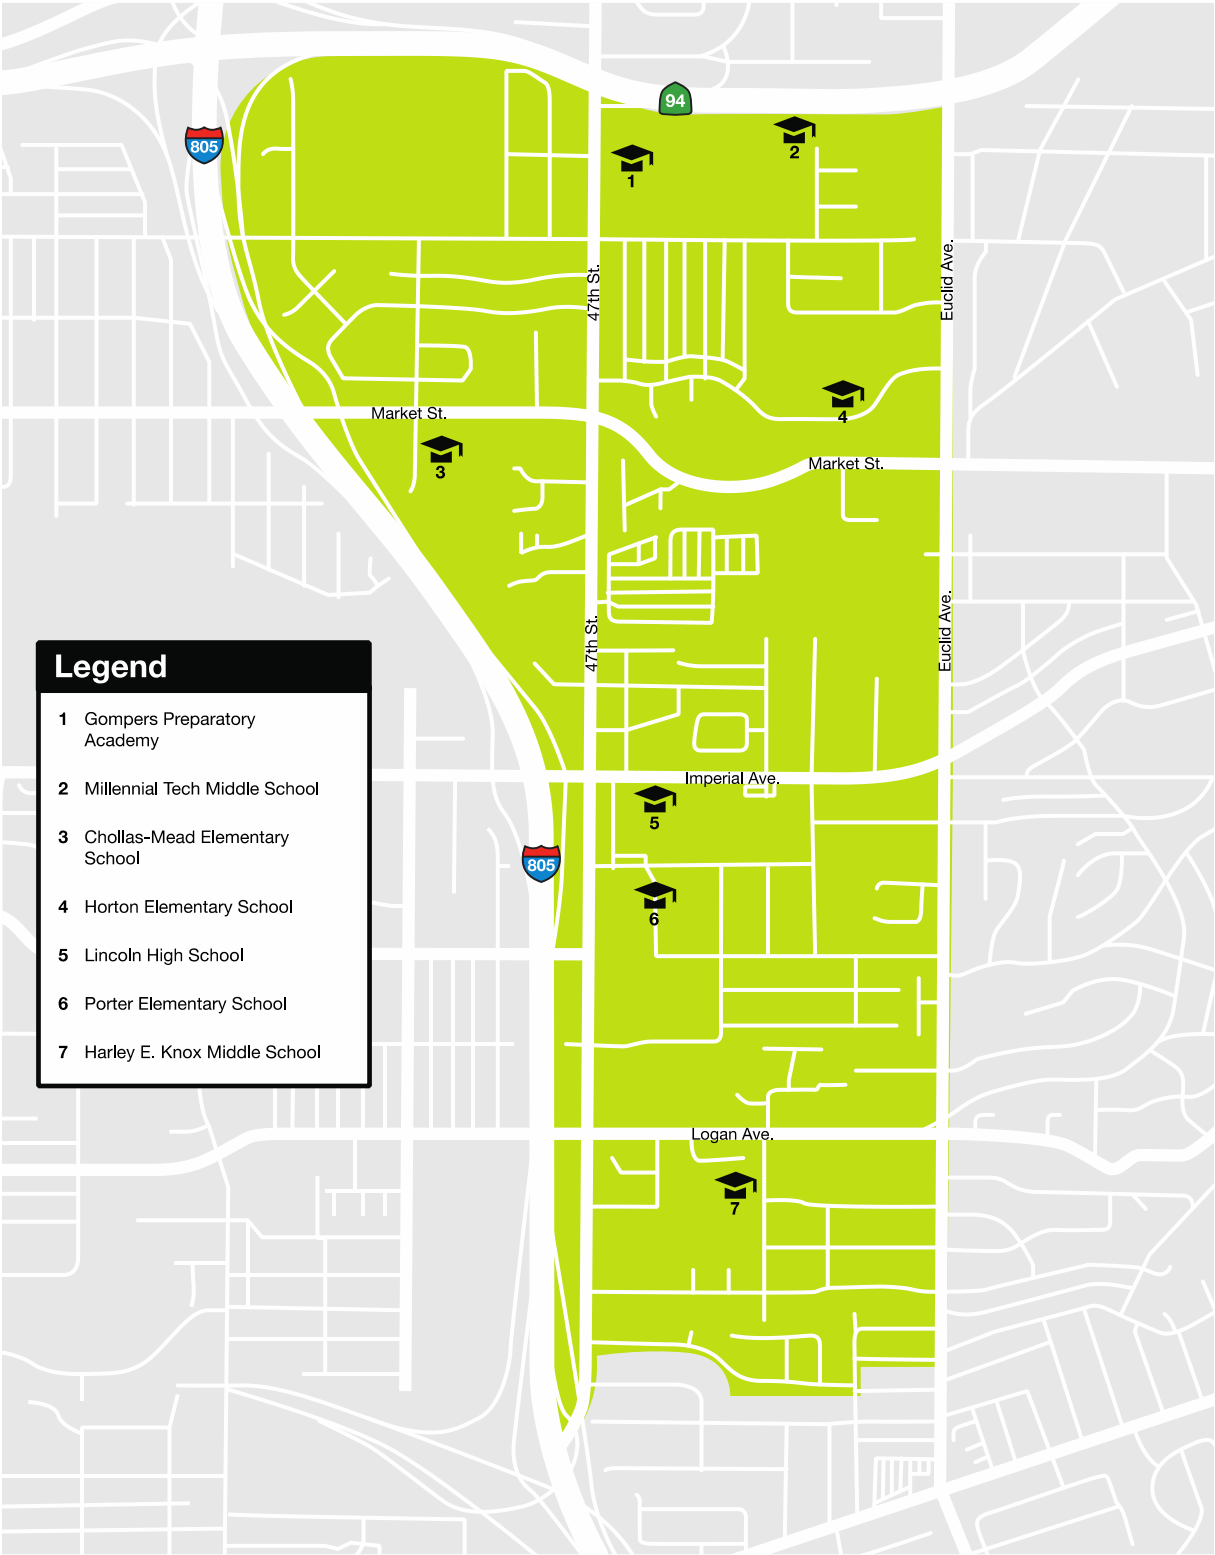 94
805
2
1
47th St.
Euclid Ave.
4
Market St.
3
Market St.
47th St.
Euclid Ave.
Legend
1 Gompers Preparatory
Academy
2 Millennial Tech Middle School
3 Chollas-Mead Elementary
School
4 Horton Elementary School
5 Lincoln High School
6 Porter Elementary School
7 Harley E. Knox Middle School
Imperial Ave.
5
805
6
Logan Ave.
7